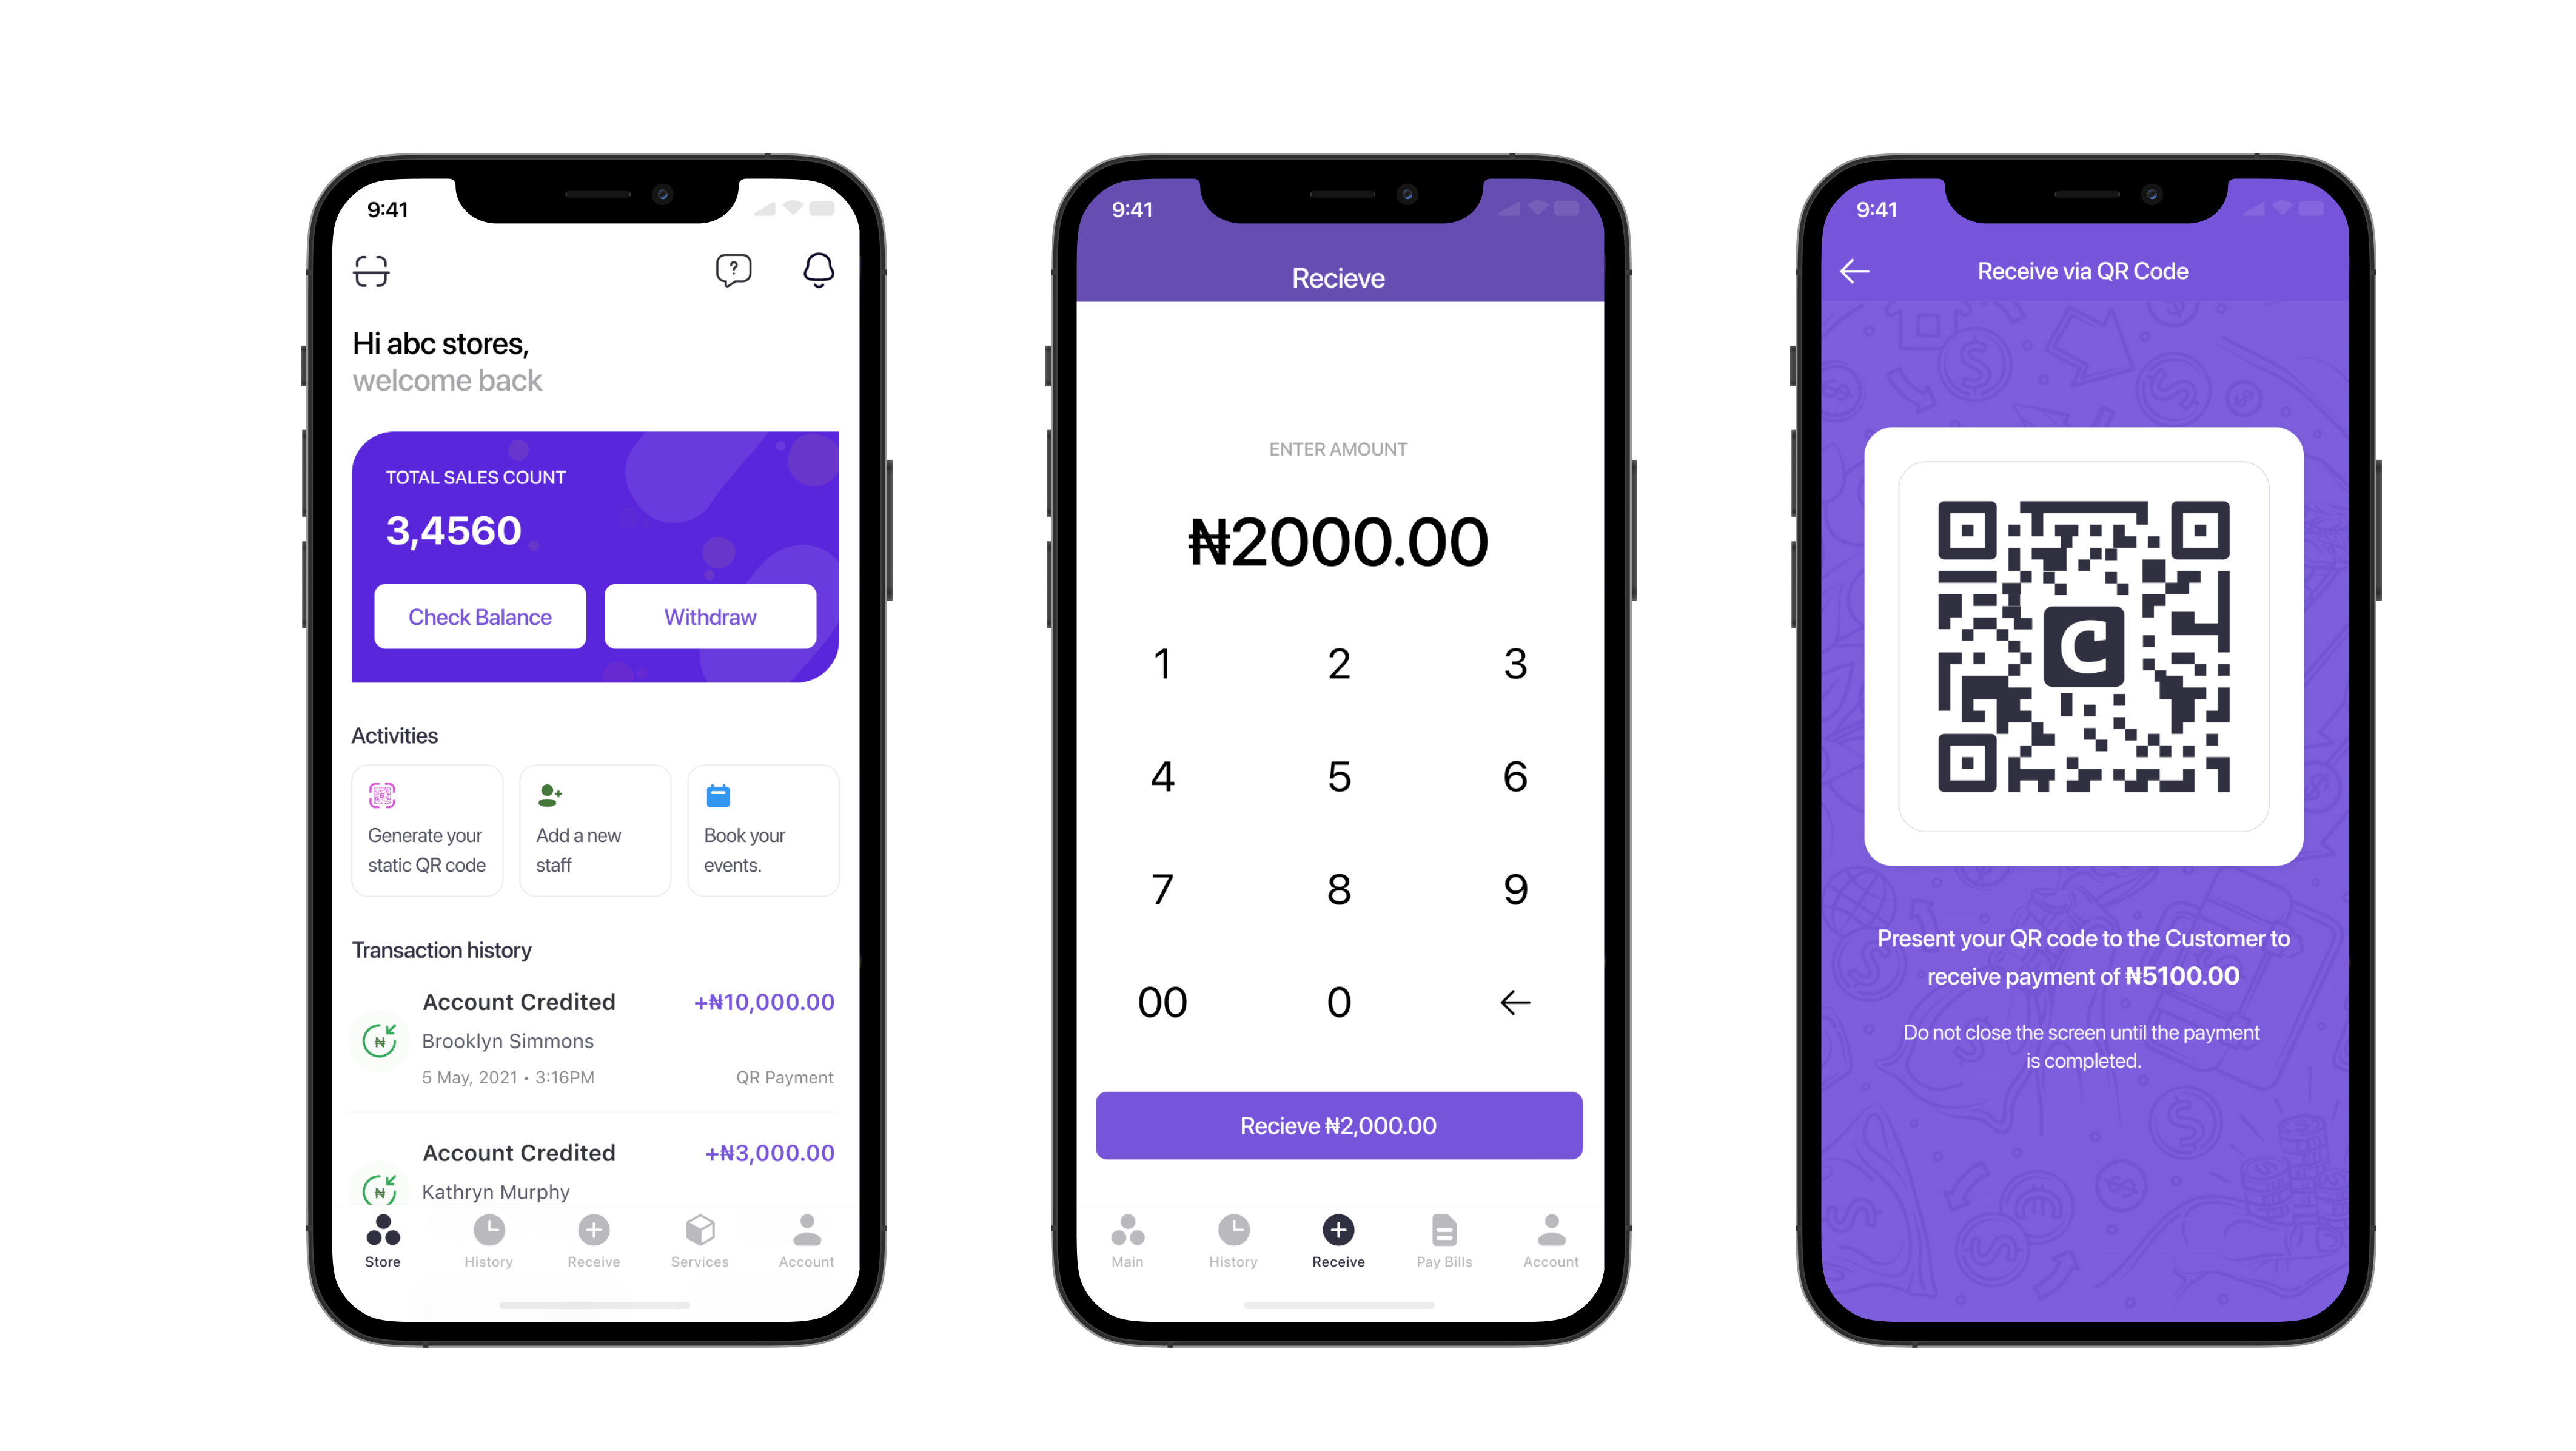 9:41
Hi abc stores,
welcome back
TOTAL SALES COUNT
3,4560
Check Balance
Withdraw
Activities
Generate your
static QR code
Add a new
staff
Book your
events.
Transaction history
Account Credited
+₦10,000.00
Brooklyn Simmons
5 May, 2021 • 3:16PM
QR Payment
Account Credited
+₦3,000.00
Kathryn Murphy
Store
History
Receive
Services
Account
9:41
Recieve
ENTER AMOUNT
₦2000.00
1 2 3
4 5 6
7 8 9
00 0
Recieve ₦2,000.00
Main
History
Receive
Pay Bills
Account
9:41
Receive via QR Code
C
Present your QR code to the Customer to
receive payment of ₦5100.00
Do not close the screen until the payment
is completed.